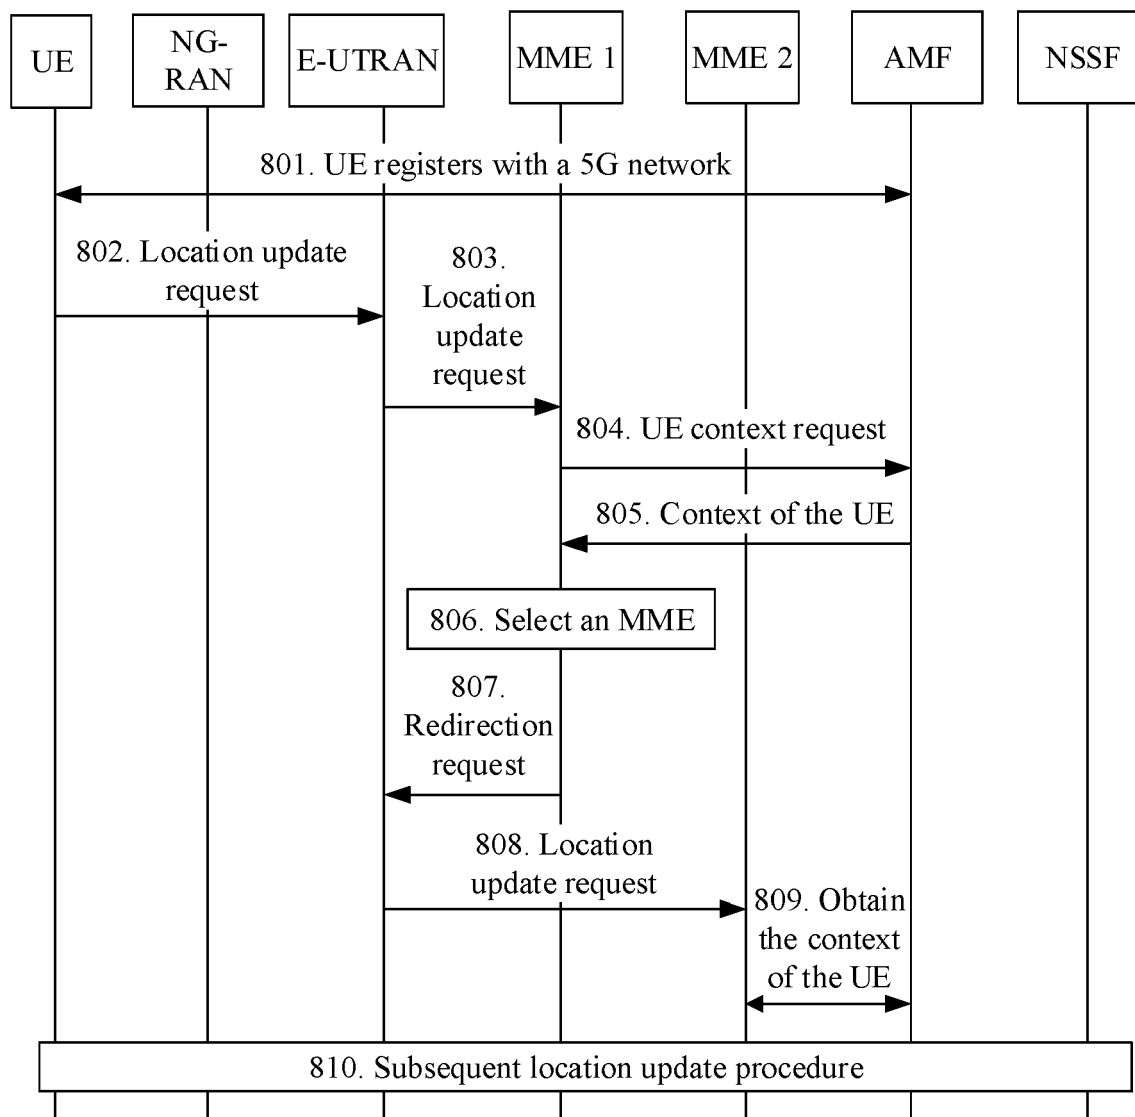 UE
NG-
RAN
E-UTRAN
MME 1
MME 2
AMF
NSSF
801. UE registers with a 5G network
802. Location update
request
803.
Location
update
request
804. UE context request
805. Context of the UE
806. Select an MME
807.
Redirection
request
808. Location
update request
809. Obtain
the context
of the UE
810. Subsequent location update procedure